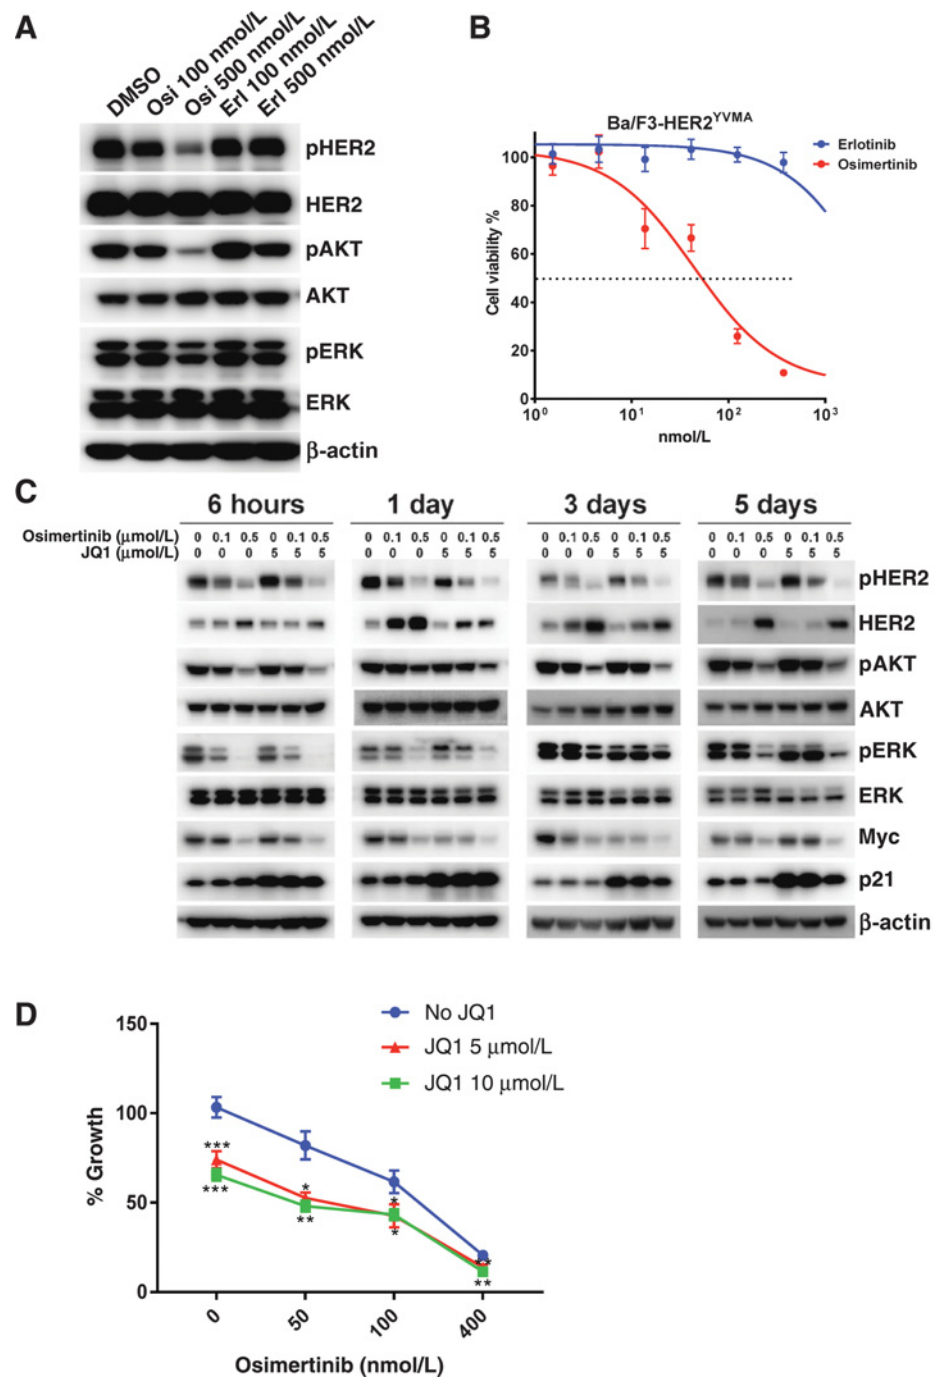 A
DMSO
Osi 100 nmol/L
Osi 500 nmol/L
Erl 100 nmol/L
Erl 500 nmol/L
pHER2
HER2
pAKT
AKT
pERK
ERK
β-actin
B
Ba/F3-HER2YVMA
Erlotinib
Osimertinib
Cell viability %
100
80
60
40
20
0
10⁰ 10¹ 10² 10³
nmol/L
C
6 hours 1 day 3 days 5 days
Osimertinib (μmol/L) 0 0.1 0.5 0 0.1 0.5 0 0.1 0.5 0 0.1 0.5 0 0.1 0.5 0 0.1 0.5 0 0.1 0.5 0 0.1 0.5
JQ1 (μmol/L) 0 0 0 5 5 5 0 0 0 5 5 5 0 0 0 5 5 5 0 0 0 5 5 5
pHER2
HER2
pAKT
AKT
pERK
ERK
Myc
p21
β-actin
D
No JQ1
JQ1 5 μmol/L
JQ1 10 μmol/L
% Growth
150
100
50
0
***
***
*
**
*
*
**
**
0 50 100 400
Osimertinib (nmol/L)